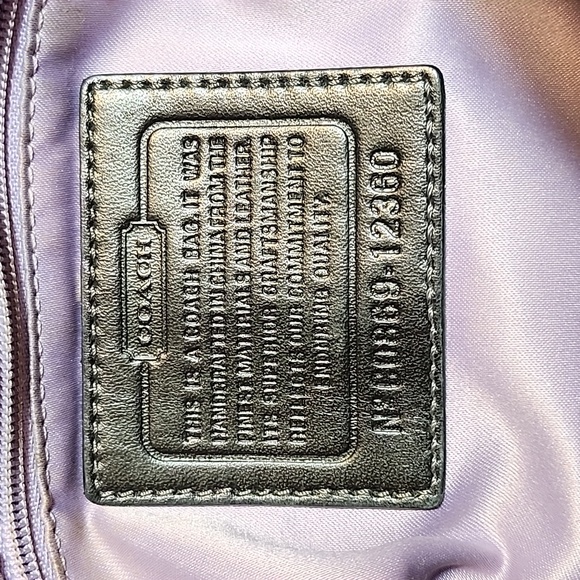 COACH
THIS IS A COACH BAG. IT WAS
HANDCRAFTED IN CHINA FROM THE
FINEST MATERIALS AND LEATHER.
ITS SUPERIOR CRAFTSMANSHIP
REFLECTS OUR COMMITMENT TO
ENDURING QUALITY.
Nº 0869-12360